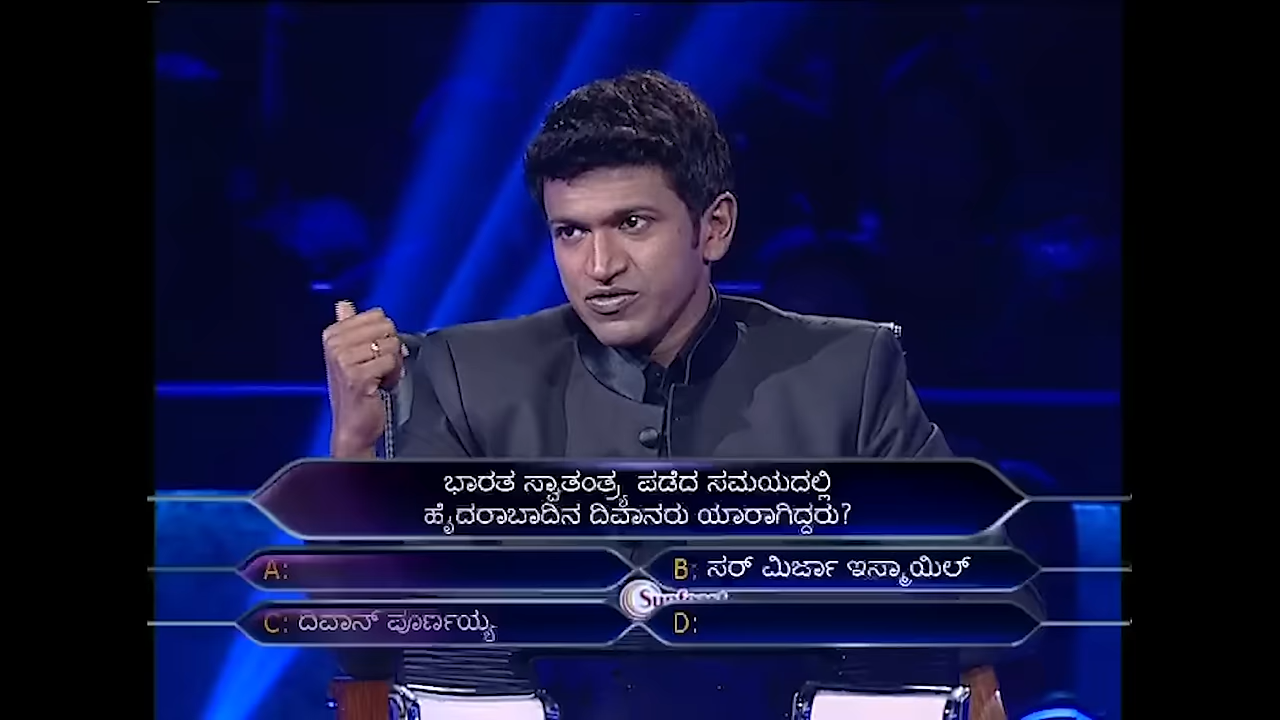 ಭಾರತ ಸ್ವಾತಂತ್ರ್ಯ ಪಡೆದ ಸಮಯದಲ್ಲಿ
ಹೈದರಾಬಾದಿನ ದಿವಾನರು ಯಾರಾಗಿದ್ದರು?
A:
B: ಸರ್ ಮಿರ್ಜಾ ಇಸ್ಮಾಯಿಲ್
C: ದಿವಾನ್ ಪೂರ್ಣಯ್ಯ
D: